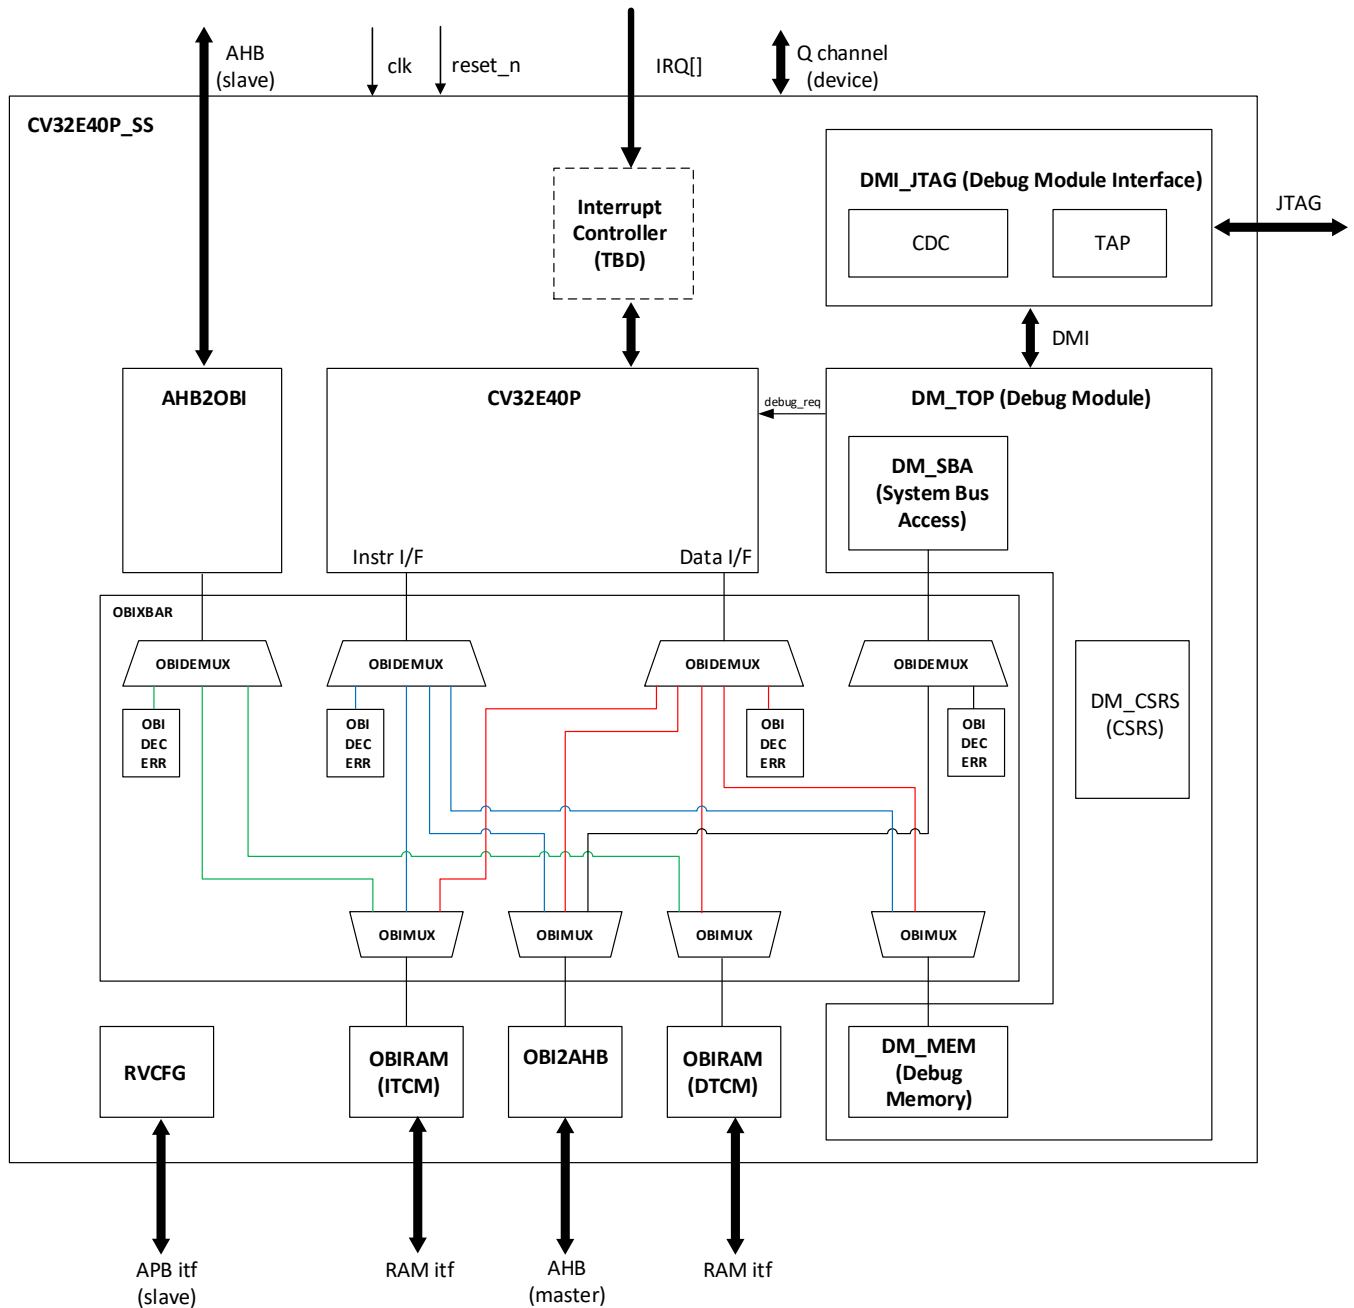 AHB
(slave)
clk
reset_n
IRQ[]
Q channel
(device)
CV32E40P_SS
Interrupt
Controller
(TBD)
DMI_JTAG (Debug Module Interface)
CDC
TAP
JTAG
DMI
AHB2OBI
CV32E40P
debug_req
DM_TOP (Debug Module)
DM_SBA
(System Bus
Access)
Instr I/F
Data I/F
OBIXBAR
OBIDEMUX
OBIDEMUX
OBIDEMUX
OBIDEMUX
OBI
DEC
ERR
OBI
DEC
ERR
OBI
DEC
ERR
OBI
DEC
ERR
DM_CSRS
(CSRS)
OBIMUX
OBIMUX
OBIMUX
OBIMUX
RVCFG
OBIRAM
(ITCM)
OBI2AHB
OBIRAM
(DTCM)
DM_MEM
(Debug
Memory)
APB itf
(slave)
RAM itf
AHB
(master)
RAM itf